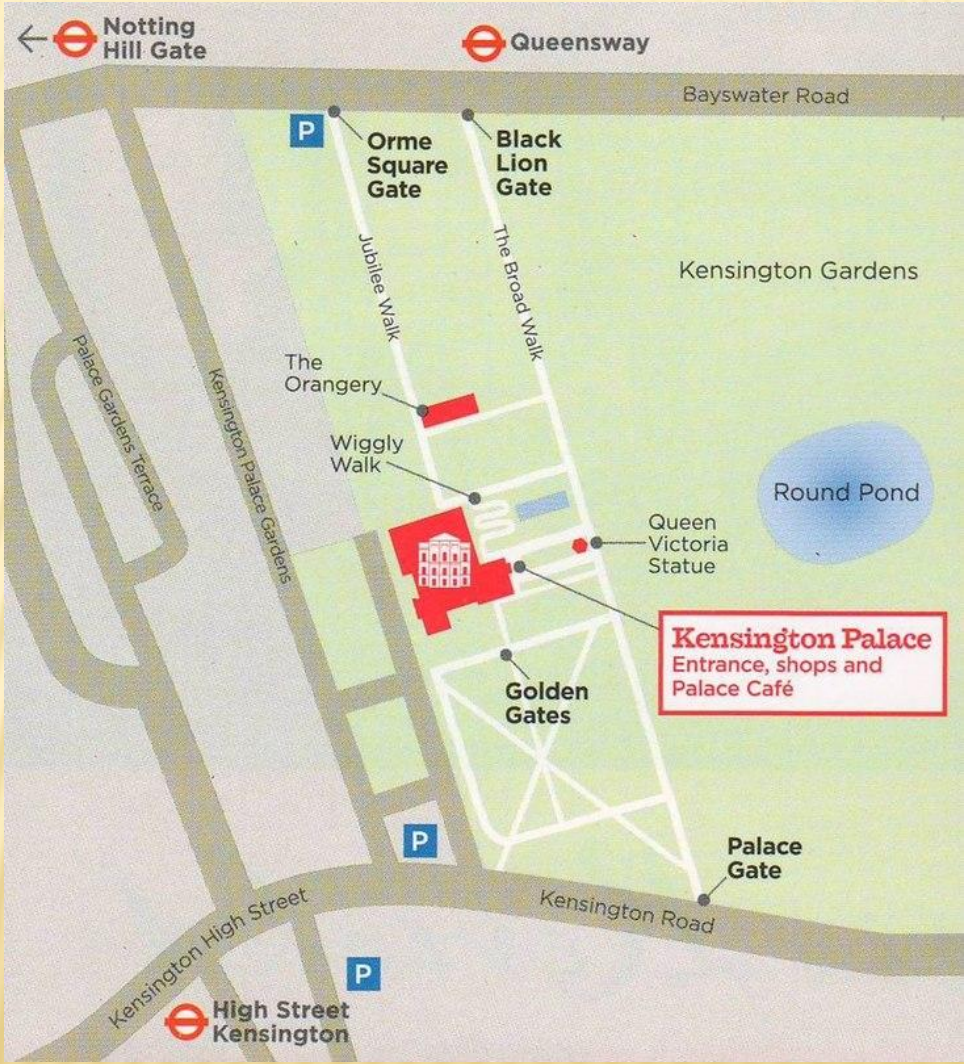 Notting
Hill Gate
Queensway
Bayswater Road
P
Orme
Square
Gate
Black
Lion
Gate
Jubilee Walk
The Broad Walk
Kensington Gardens
Palace Gardens Terrace
Kensington Palace Gardens
The
Orangery
Wiggly
Walk
Round Pond
Queen
Victoria
Statue
Kensington Palace
Entrance, shops and
Palace Café
Golden
Gates
P
Palace
Gate
Kensington High Street
Kensington Road
P
High Street
Kensington